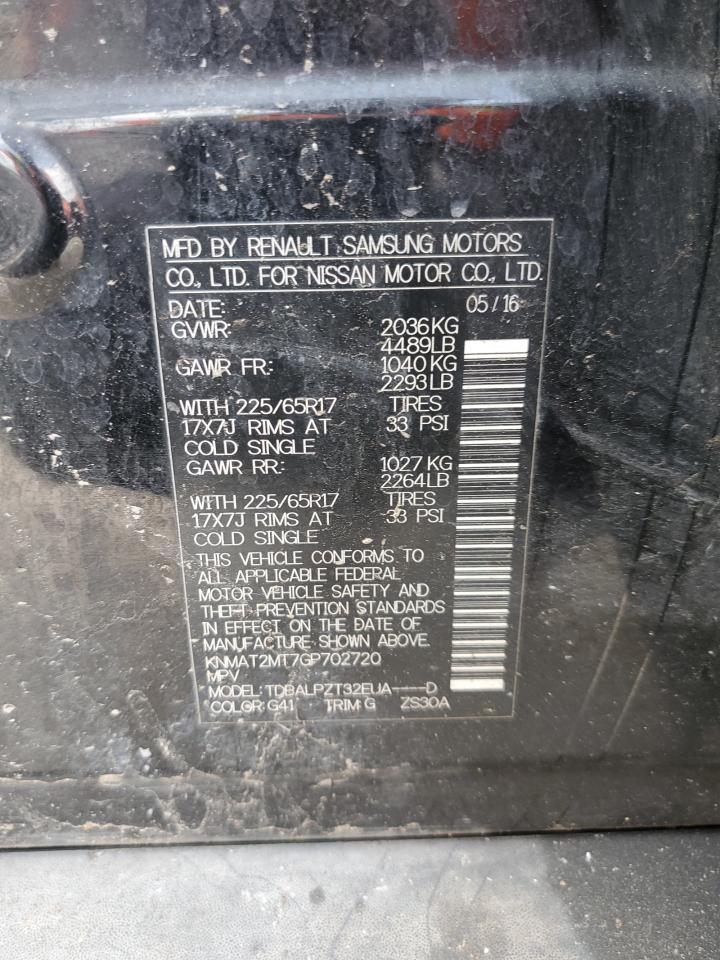 MFD BY RENAULT SAMSUNG MOTORS
CO., LTD. FOR NISSAN MOTOR CO., LTD.
DATE: 05/16
GVWR: 2036KG
4489LB
GAWR FR: 1040KG
2293LB
WITH 225/65R17 TIRES
17X7J RIMS AT 33 PSI
COLD SINGLE
GAWR RR: 1027KG
2264LB
WITH 225/65R17 TIRES
17X7J RIMS AT 33 PSI
COLD SINGLE
THIS VEHICLE CONFORMS TO
ALL APPLICABLE FEDERAL
MOTOR VEHICLE SAFETY AND
THEFT PREVENTION STANDARDS
IN EFFECT ON THE DATE OF
MANUFACTURE SHOWN ABOVE.
KNMAT2MT7GP702720
MPV
MODEL: TDBALPZT32EUA----D
COLOR: G41 TRIM: G ZS30A